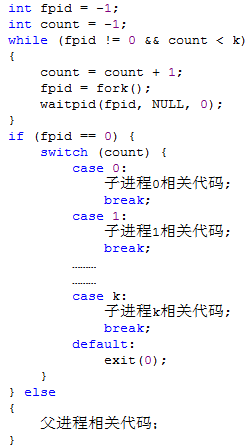 int fpid = -1;
int count = -1;
while (fpid != 0 && count < k)
{
    count = count + 1;
    fpid = fork();
    waitpid(fpid, NULL, 0);
}
if (fpid == 0) {
    switch (count) {
        case 0:
            子进程0相关代码;
            break;
        case 1:
            子进程1相关代码;
            break;
        ………
        ………
        case k:
            子进程k相关代码;
            break;
        default:
            exit(0);
    }
} else
{
    父进程相关代码;
}